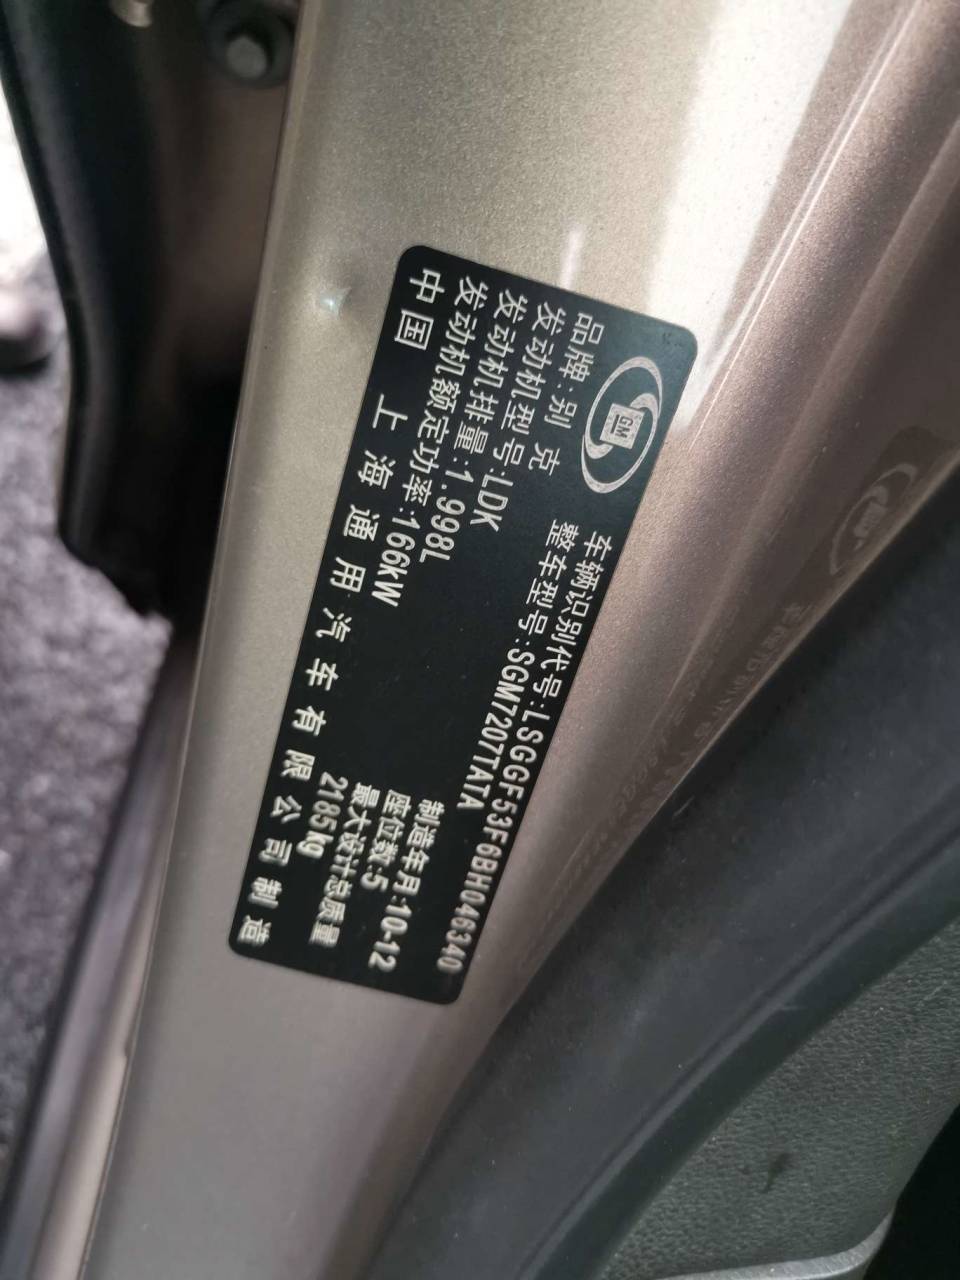 SGM
品牌:别 克
车辆识别代号:LSGGF53F6BH046340
发动机型号:LDK
整车型号:SGM7207TATA
发动机排量:1.998L
制造年月:10-12
发动机额定功率:166kW
座位数:5
最大设计总质量
2185kg
中国 上海通用汽车有限公司制造